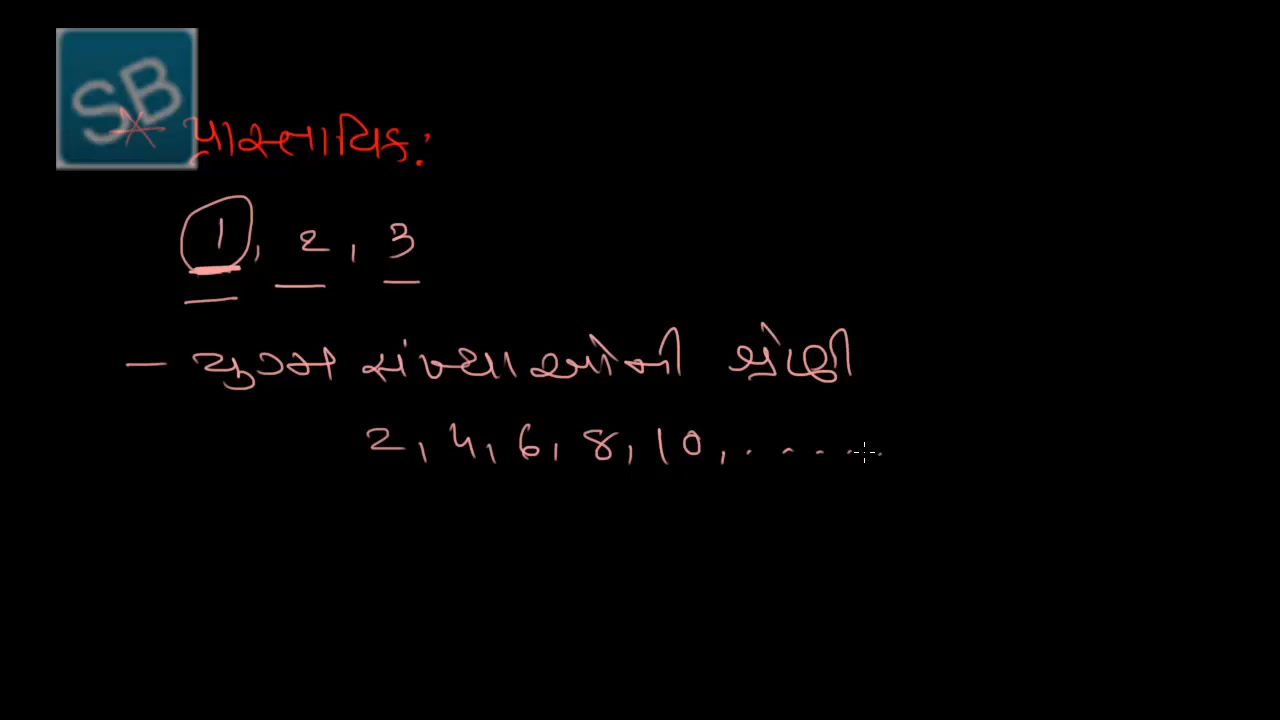 SB
* પ્રાસ્તાવિક:
1, 2, 3
- યુગ્મ સંખ્યાઓની શ્રેણી
2, 4, 6, 8, 10, .....